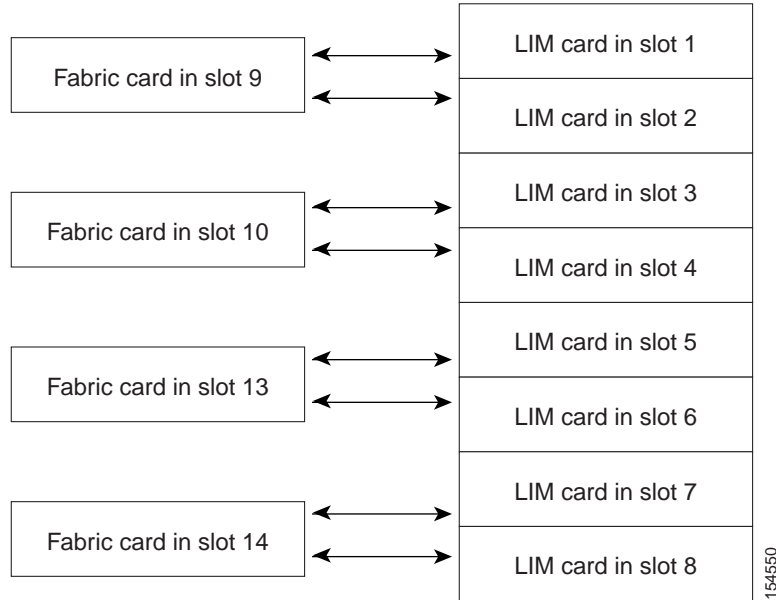 Fabric card in slot 9
Fabric card in slot 10
Fabric card in slot 13
Fabric card in slot 14
LIM card in slot 1
LIM card in slot 2
LIM card in slot 3
LIM card in slot 4
LIM card in slot 5
LIM card in slot 6
LIM card in slot 7
LIM card in slot 8
154550